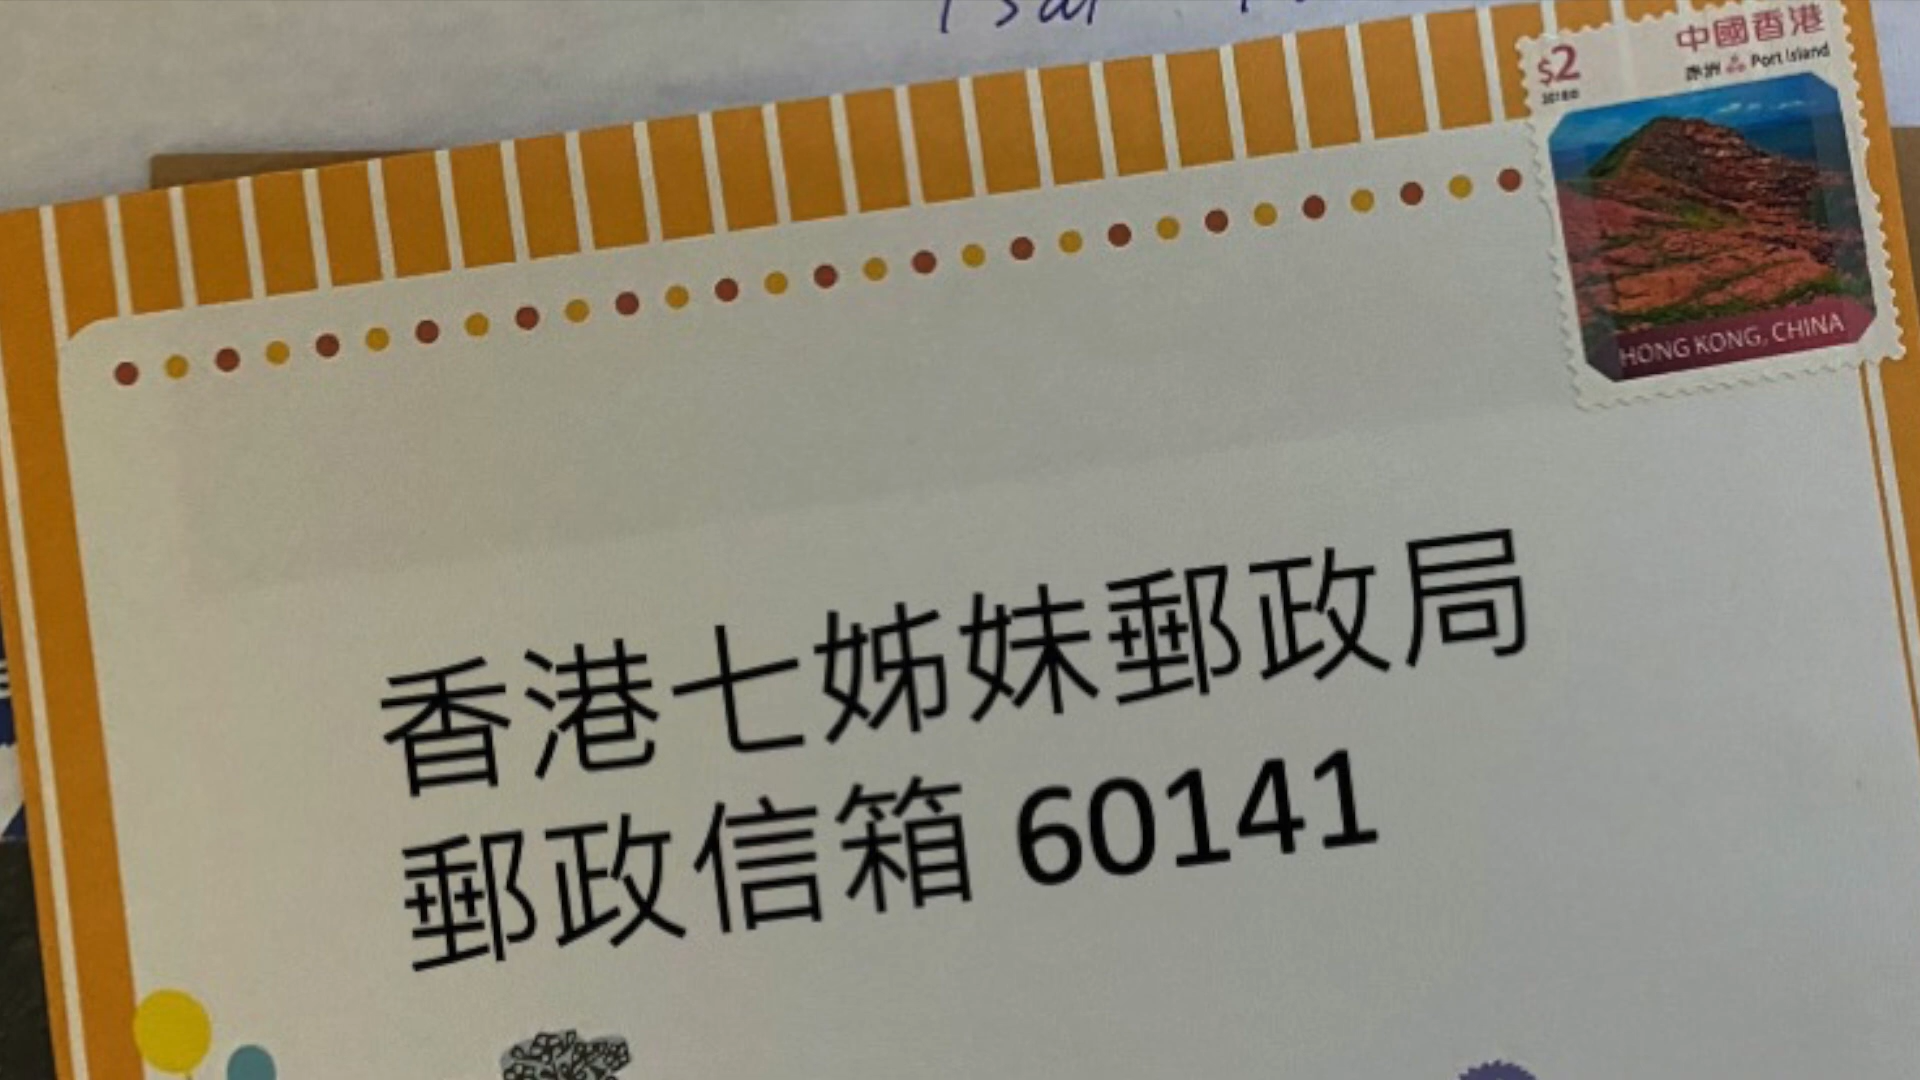 Tsai
$2
中國香港
赤洲 Port Island
HONG KONG, CHINA
香港七姊妹郵政局
郵政信箱 60141